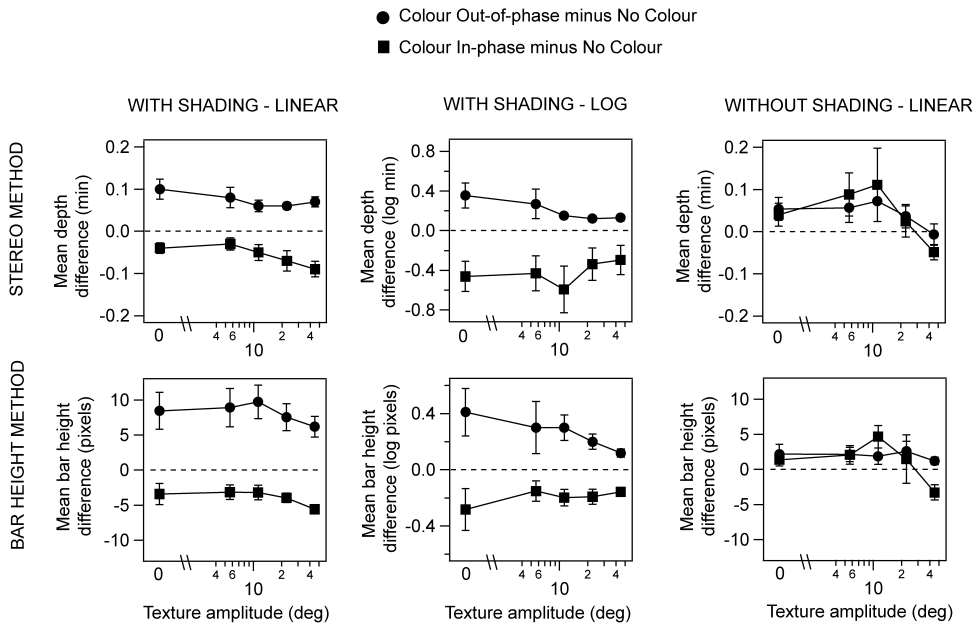 Colour Out-of-phase minus No Colour
Colour In-phase minus No Colour
WITH SHADING - LINEAR
WITH SHADING - LOG
WITHOUT SHADING - LINEAR
STEREO METHOD
Mean depth
difference (min)
0.2
0.1
0.0
-0.1
-0.2
0
4
6
10
2
4
Mean depth
difference (log min)
0.8
0.4
0.0
-0.4
-0.8
0
4
6
10
2
4
Mean depth
difference (min)
0.2
0.1
0.0
-0.1
-0.2
0
4
6
10
2
4
BAR HEIGHT METHOD
Mean bar height
difference (pixels)
10
5
0
-5
-10
0
4
6
10
2
4
Texture amplitude (deg)
Mean bar height
difference (log pixels)
0.4
0.0
-0.4
0
4
6
10
2
4
Texture amplitude (deg)
Mean bar height
difference (pixels)
10
5
0
-5
-10
0
4
6
10
2
4
Texture amplitude (deg)